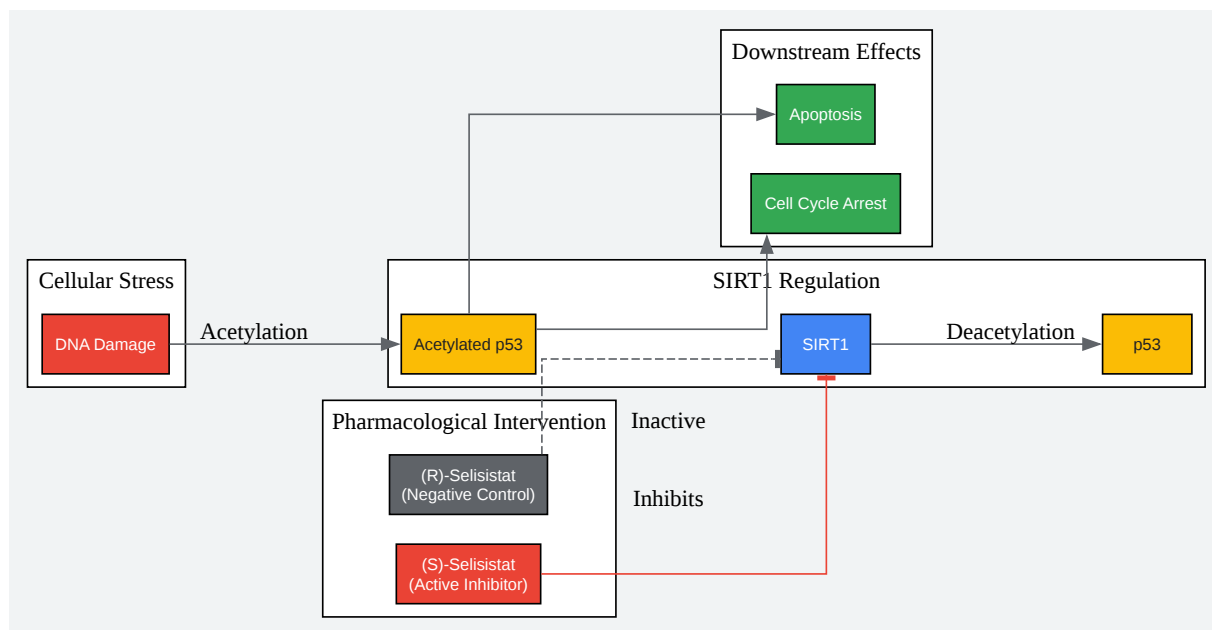 Downstream Effects
Apoptosis
Cell Cycle Arrest
Cellular Stress
DNA Damage
Acetylation
SIRT1 Regulation
Acetylated p53
SIRT1
Deacetylation
p53
Pharmacological Intervention
Inactive
(R)-Selisistat
(Negative Control)
Inhibits
(S)-Selisistat
(Active Inhibitor)